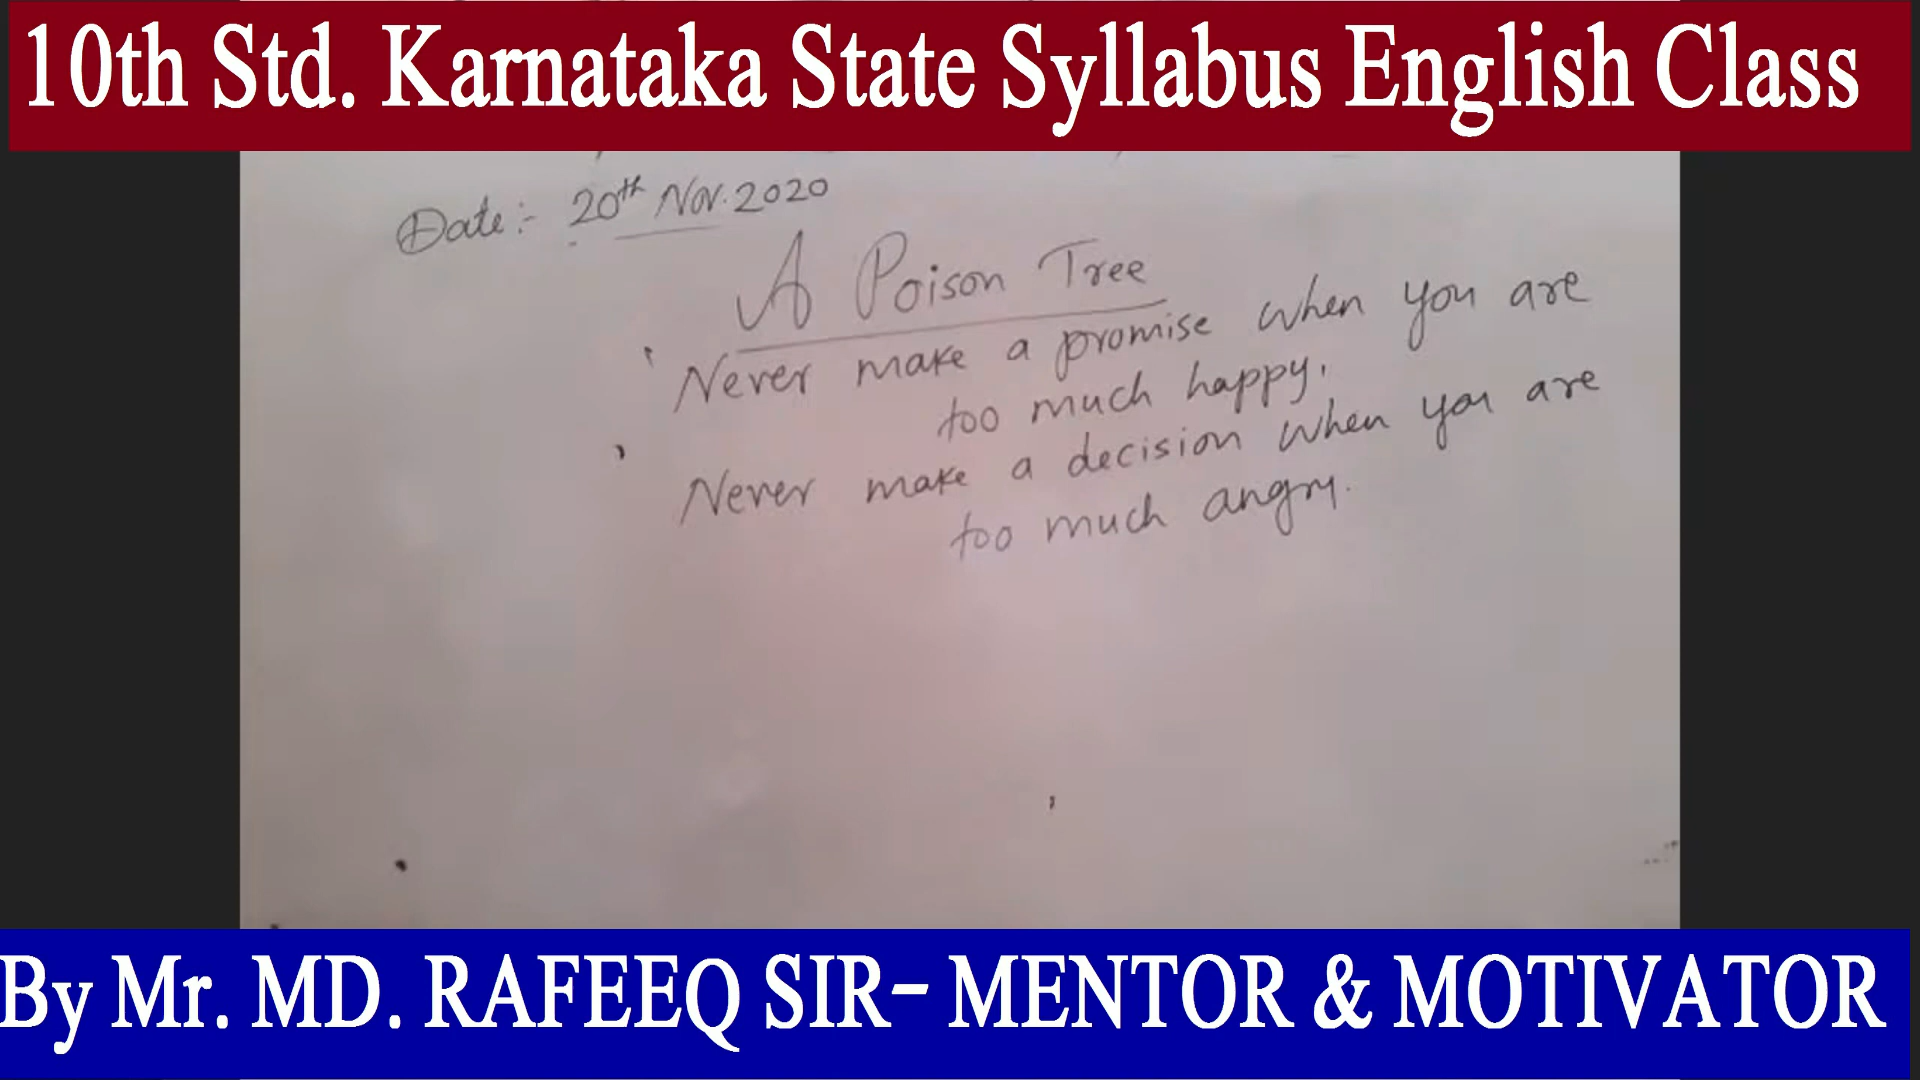 10th Std. Karnataka State Syllabus English Class
Date:- 20th Nov. 2020
A Poison Tree
Never make a promise when you are
too much happy.
Never make a decision when you are
too much angry.
By Mr. MD. RAFEEQ SIR- MENTOR & MOTIVATOR